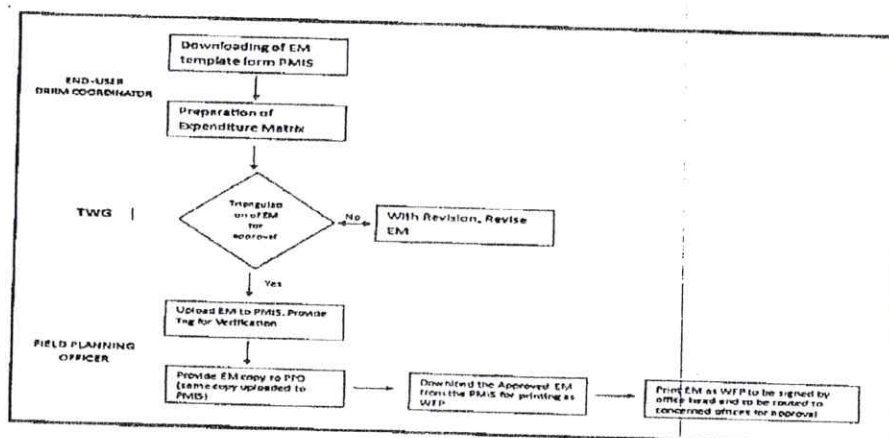 Downloading of EM
template form PMIS
END-USER
DRRM COORDINATOR
Preparation of
Expenditure Matrix
TWG
Triangulati
on of EM
for
approval
No
With Revision, Revise
EM
Yes
Upload EM to PMIS. Provide
Tag for Verification
FIELD PLANNING
OFFICER
Provide EM copy to PPD
(same copy uploaded to
PMIS)
Download the Approved EM
from the PMIS for printing as
WFP
Print EM as WFP to be signed by
office head and to be routed to
concerned offices for approval